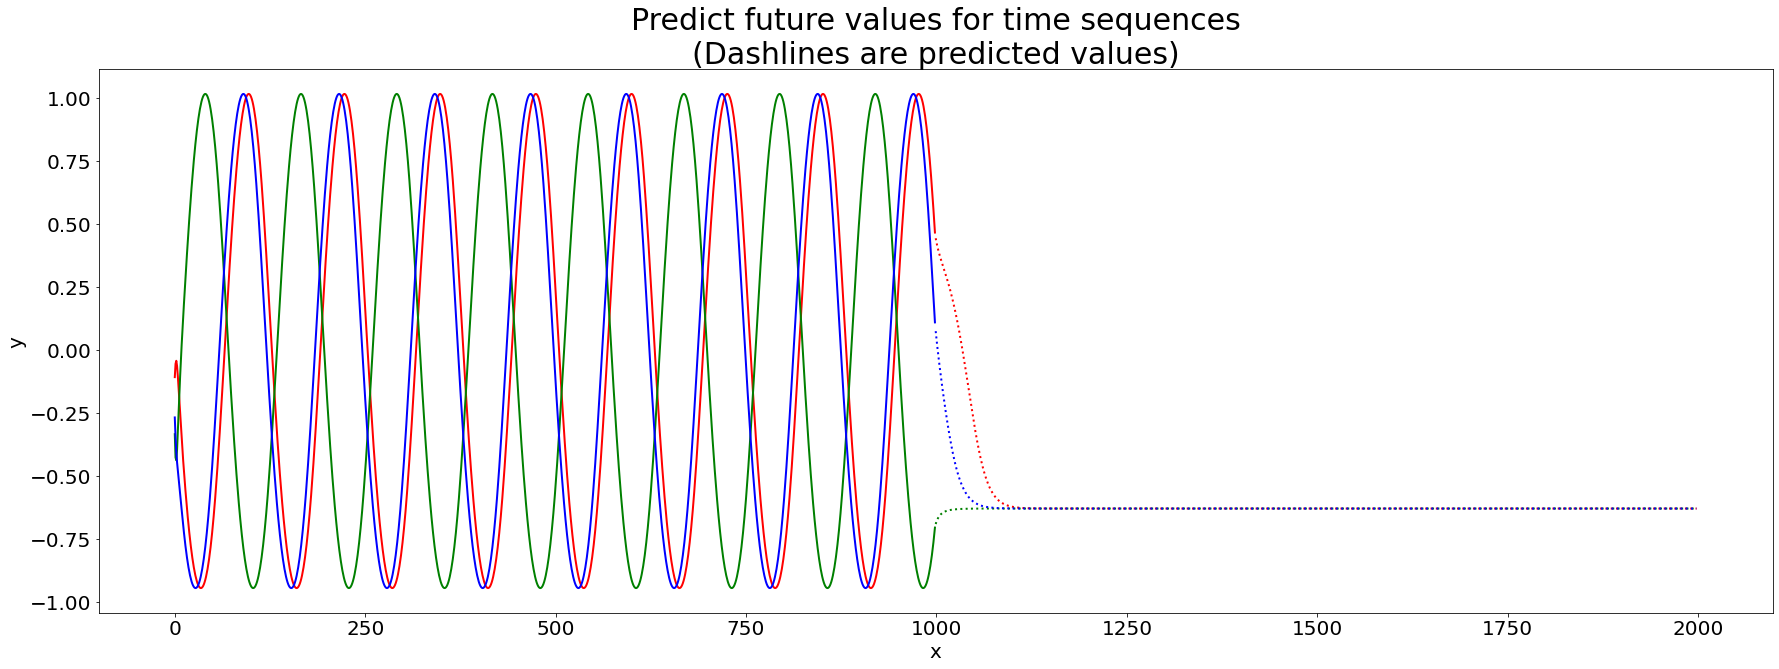 Predict future values for time sequences
(Dashlines are predicted values)
1.00
0.75
0.50
0.25
0.00
−0.25
−0.50
−0.75
−1.00
y
0 250 500 750 1000 1250 1500 1750 2000
x